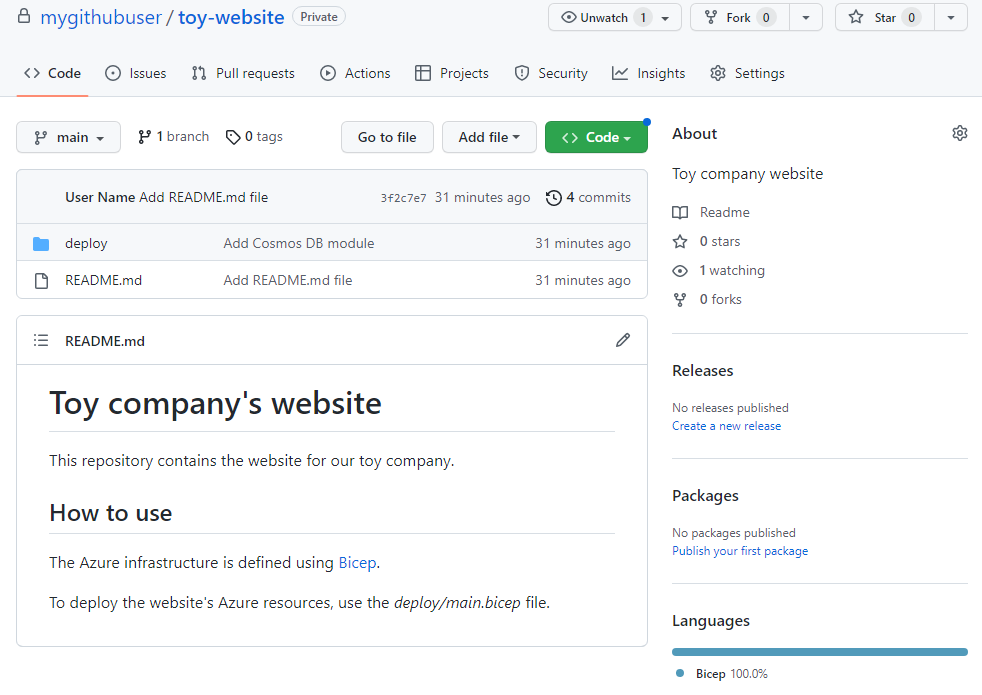 mygithubuser / toy-website Private Unwatch 1 Fork 0 Star 0
Code Issues Pull requests Actions Projects Security Insights Settings
main 1 branch 0 tags Go to file Add file Code
User Name Add README.md file 3f2c7e7 31 minutes ago 4 commits
deploy Add Cosmos DB module 31 minutes ago
README.md Add README.md file 31 minutes ago
README.md
Toy company's website
This repository contains the website for our toy company.
How to use
The Azure infrastructure is defined using Bicep.
To deploy the website's Azure resources, use the deploy/main.bicep file.
About
Toy company website
Readme
0 stars
1 watching
0 forks
Releases
No releases published
Create a new release
Packages
No packages published
Publish your first package
Languages
Bicep 100.0%